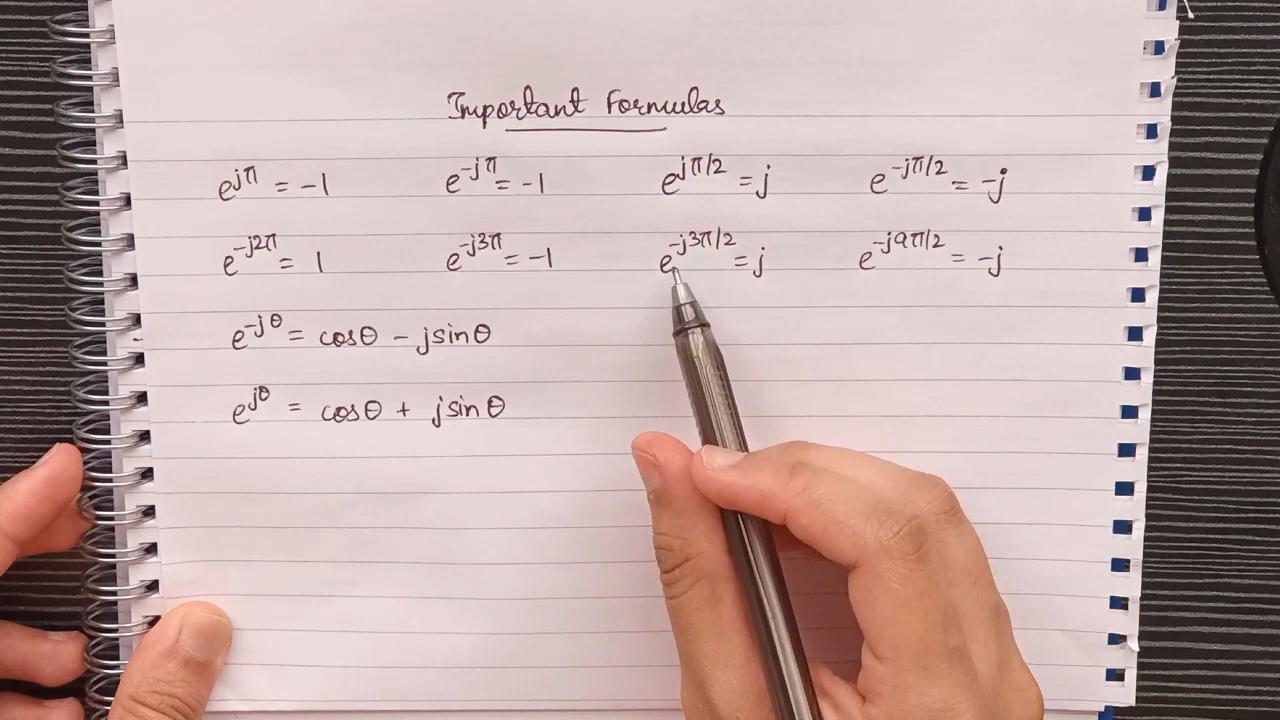 Important Formulas
e^jπ = -1 e^-jπ = -1 e^jπ/2 = j e^-jπ/2 = -j
e^-j2π = 1 e^-j3π = -1 e^-j3π/2 = j e^-j9π/2 = -j
e^-jθ = cosθ - jsinθ
e^jθ = cosθ + jsinθ